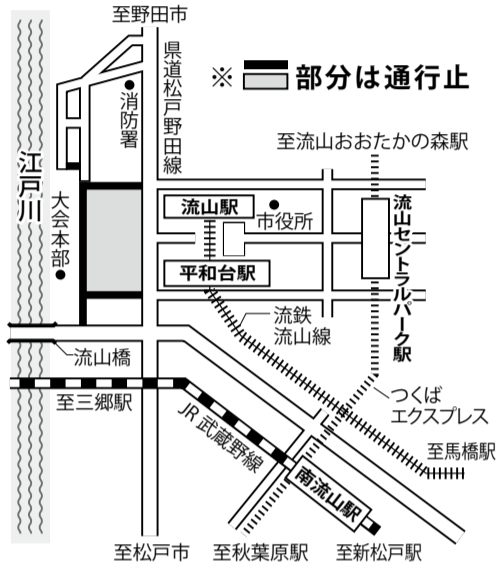 至野田市
※部分は通行止
県道松戸野田線
消防署
至流山おおたかの森駅
江戸川
大会本部
流山駅
市役所
流山セントラルパーク駅
平和台駅
流鉄
流山線
流山橋
つくば
エクスプレス
至三郷駅
JR武蔵野線
至馬橋駅
南流山駅
至松戸市
至秋葉原駅
至新松戸駅